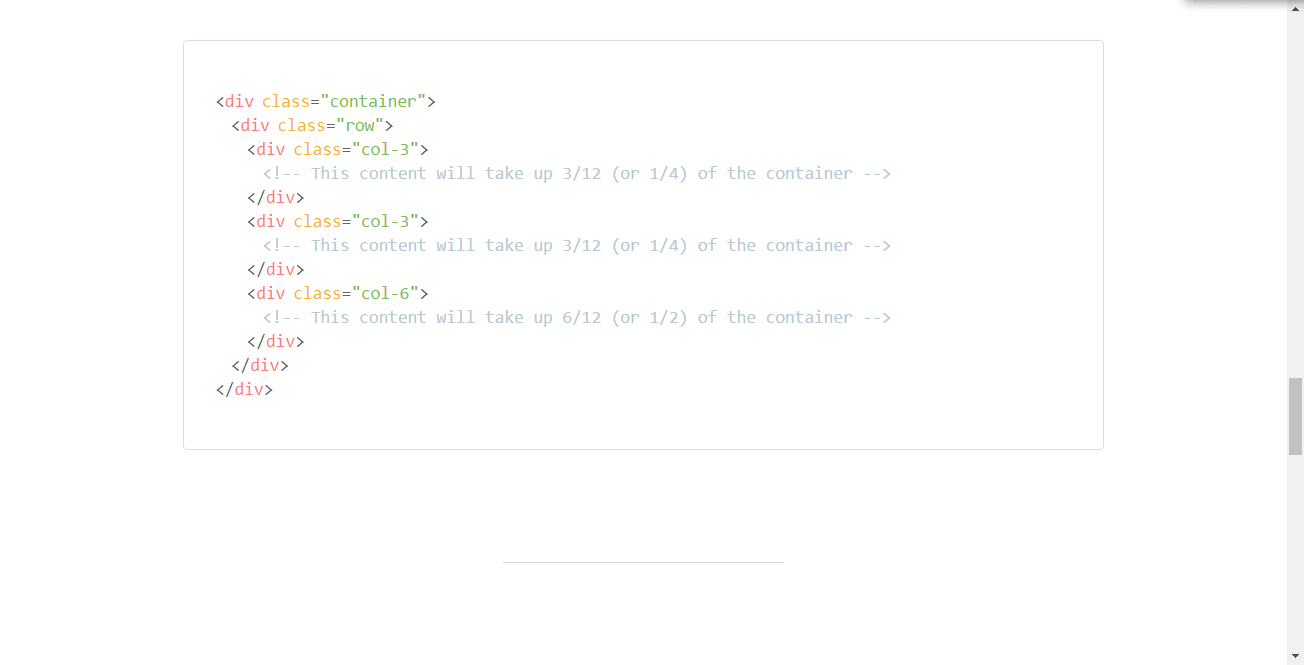 <div class="container">
<div class="row">
<div class="col-3">
<!-- This content will take up 3/12 (or 1/4) of the container -->
</div>
<div class="col-3">
<!-- This content will take up 3/12 (or 1/4) of the container -->
</div>
<div class="col-6">
<!-- This content will take up 6/12 (or 1/2) of the container -->
</div>
</div>
</div>